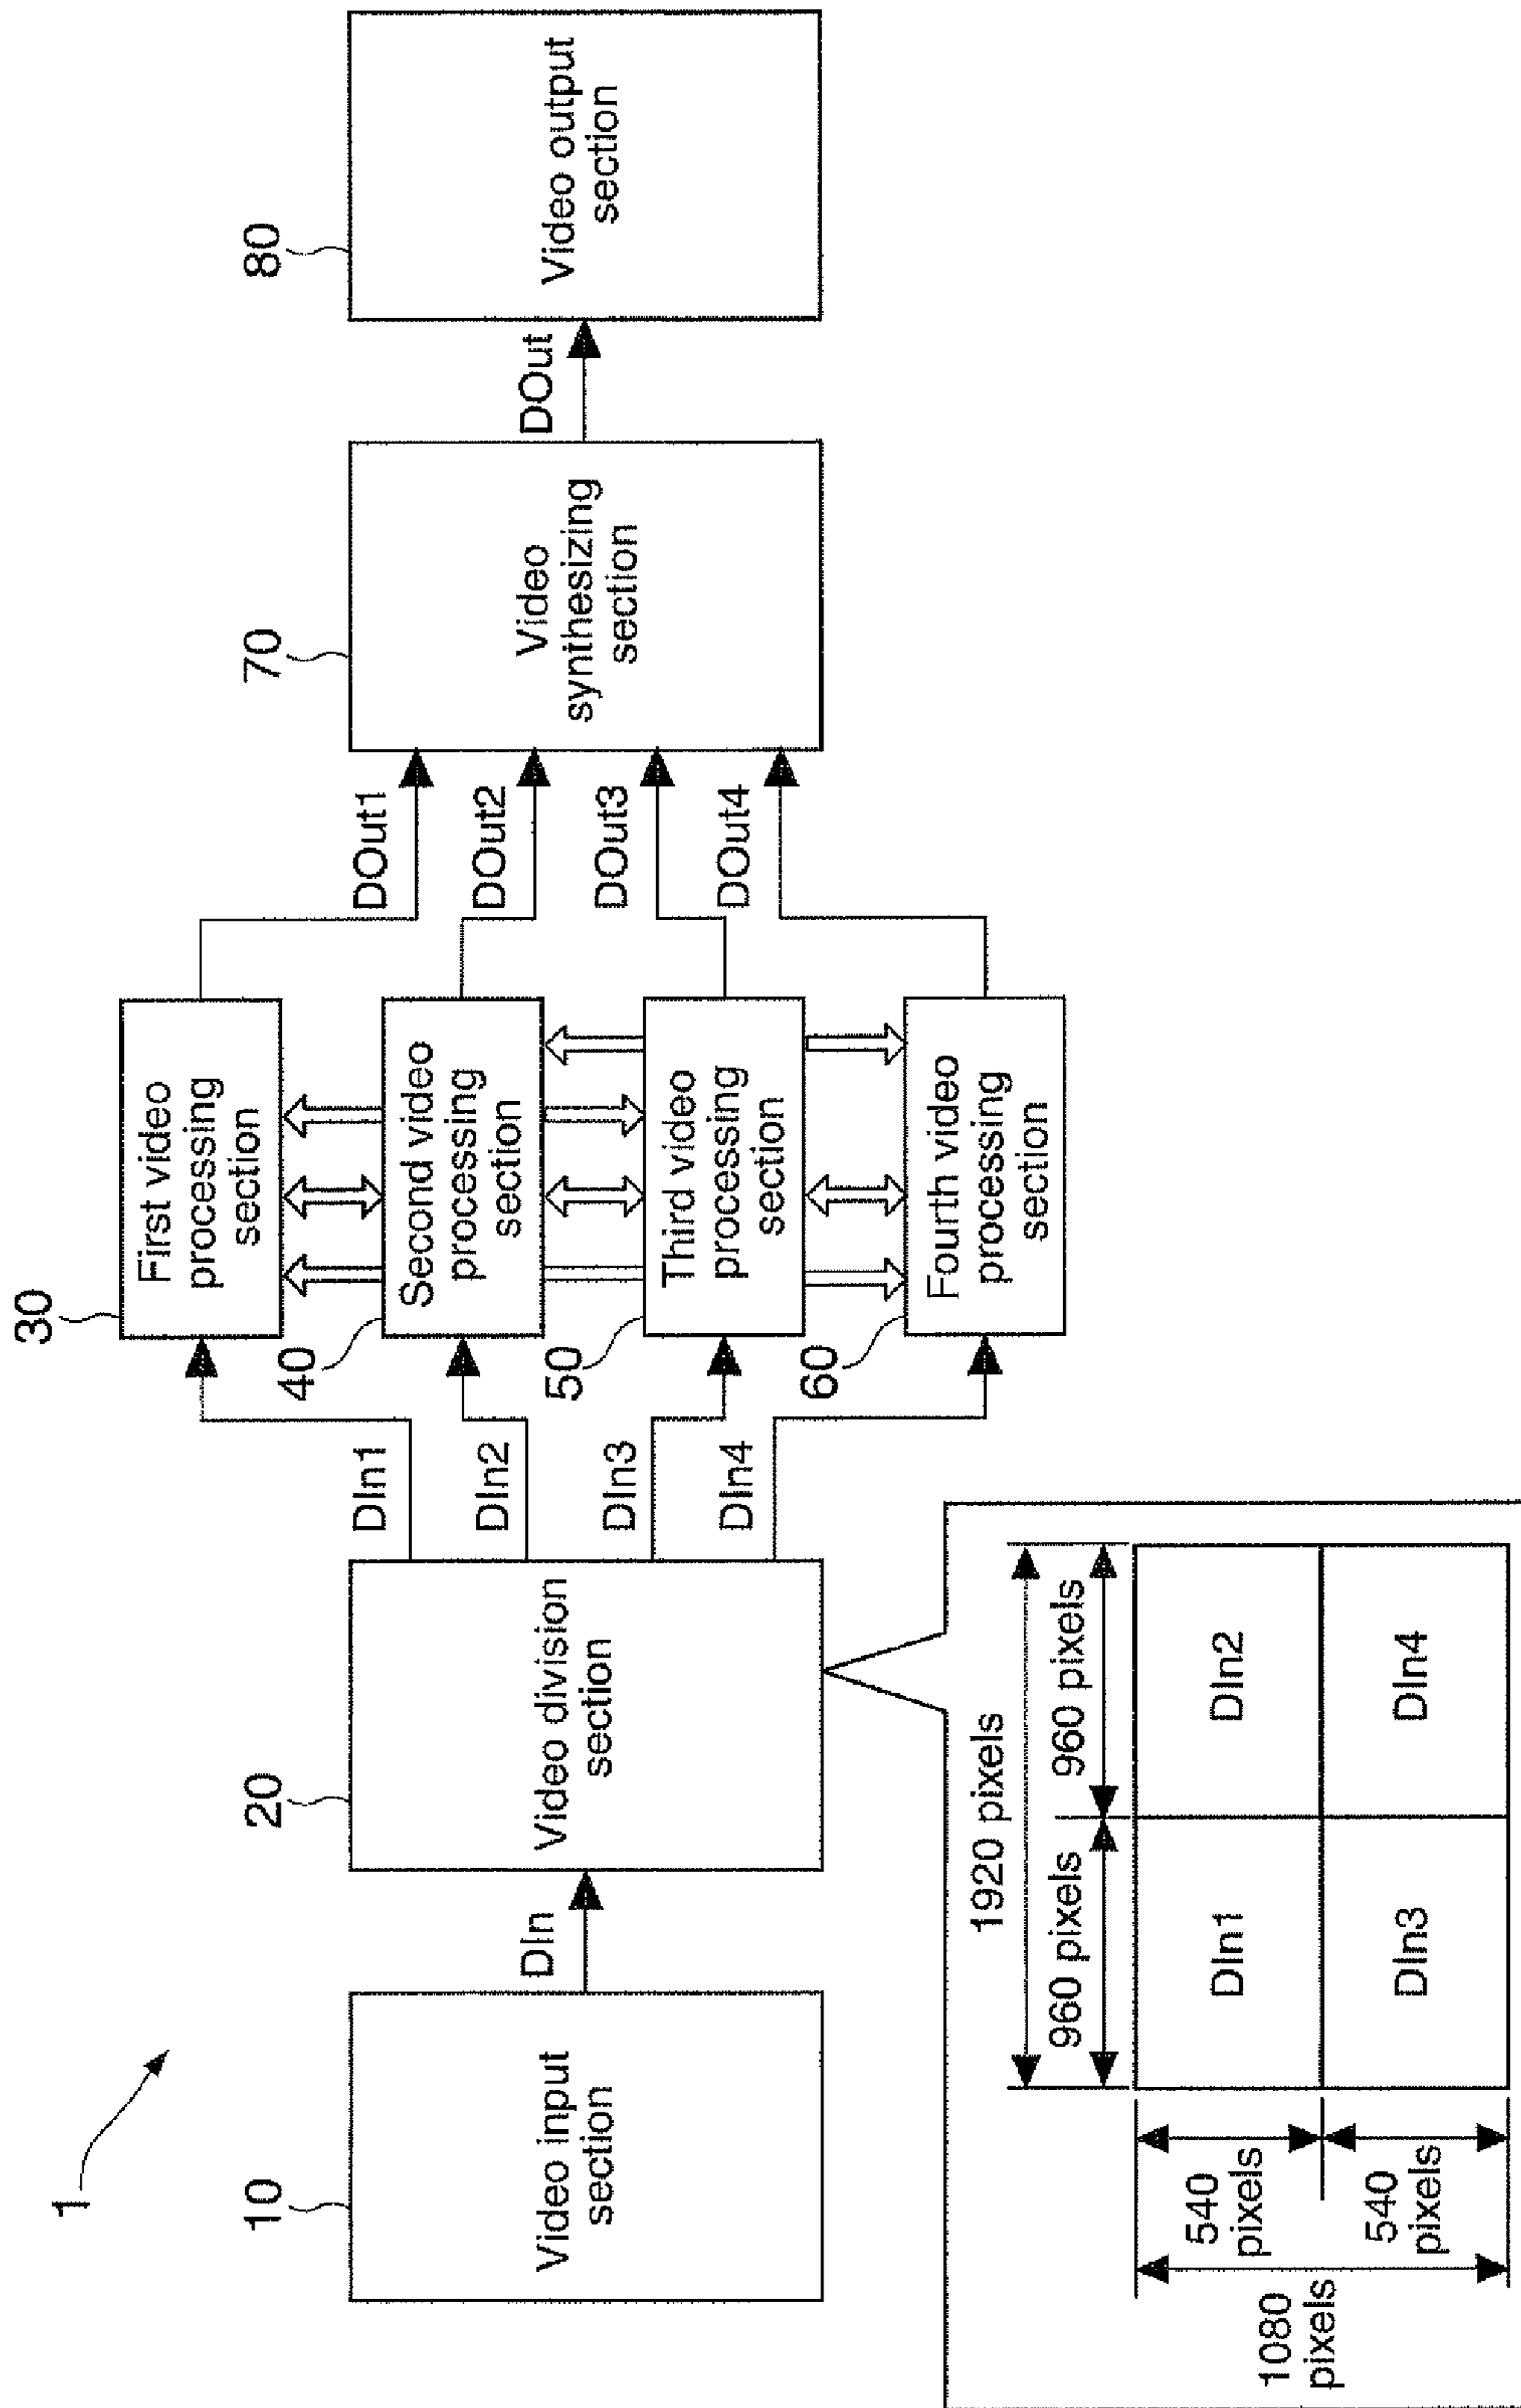 1
10
Video input
section
DIn
20
Video division
section
DIn1
DIn2
DIn3
DIn4
30
First video
processing
section
40
Second video
processing
section
50
Third video
processing
section
60
Fourth video
processing
section
DOut1
DOut2
DOut3
DOut4
70
Video
synthesizing
section
DOut
80
Video output
section
1920 pixels
960 pixels
960 pixels
1080
pixels
540
pixels
540
pixels
DIn1
DIn2
DIn3
DIn4